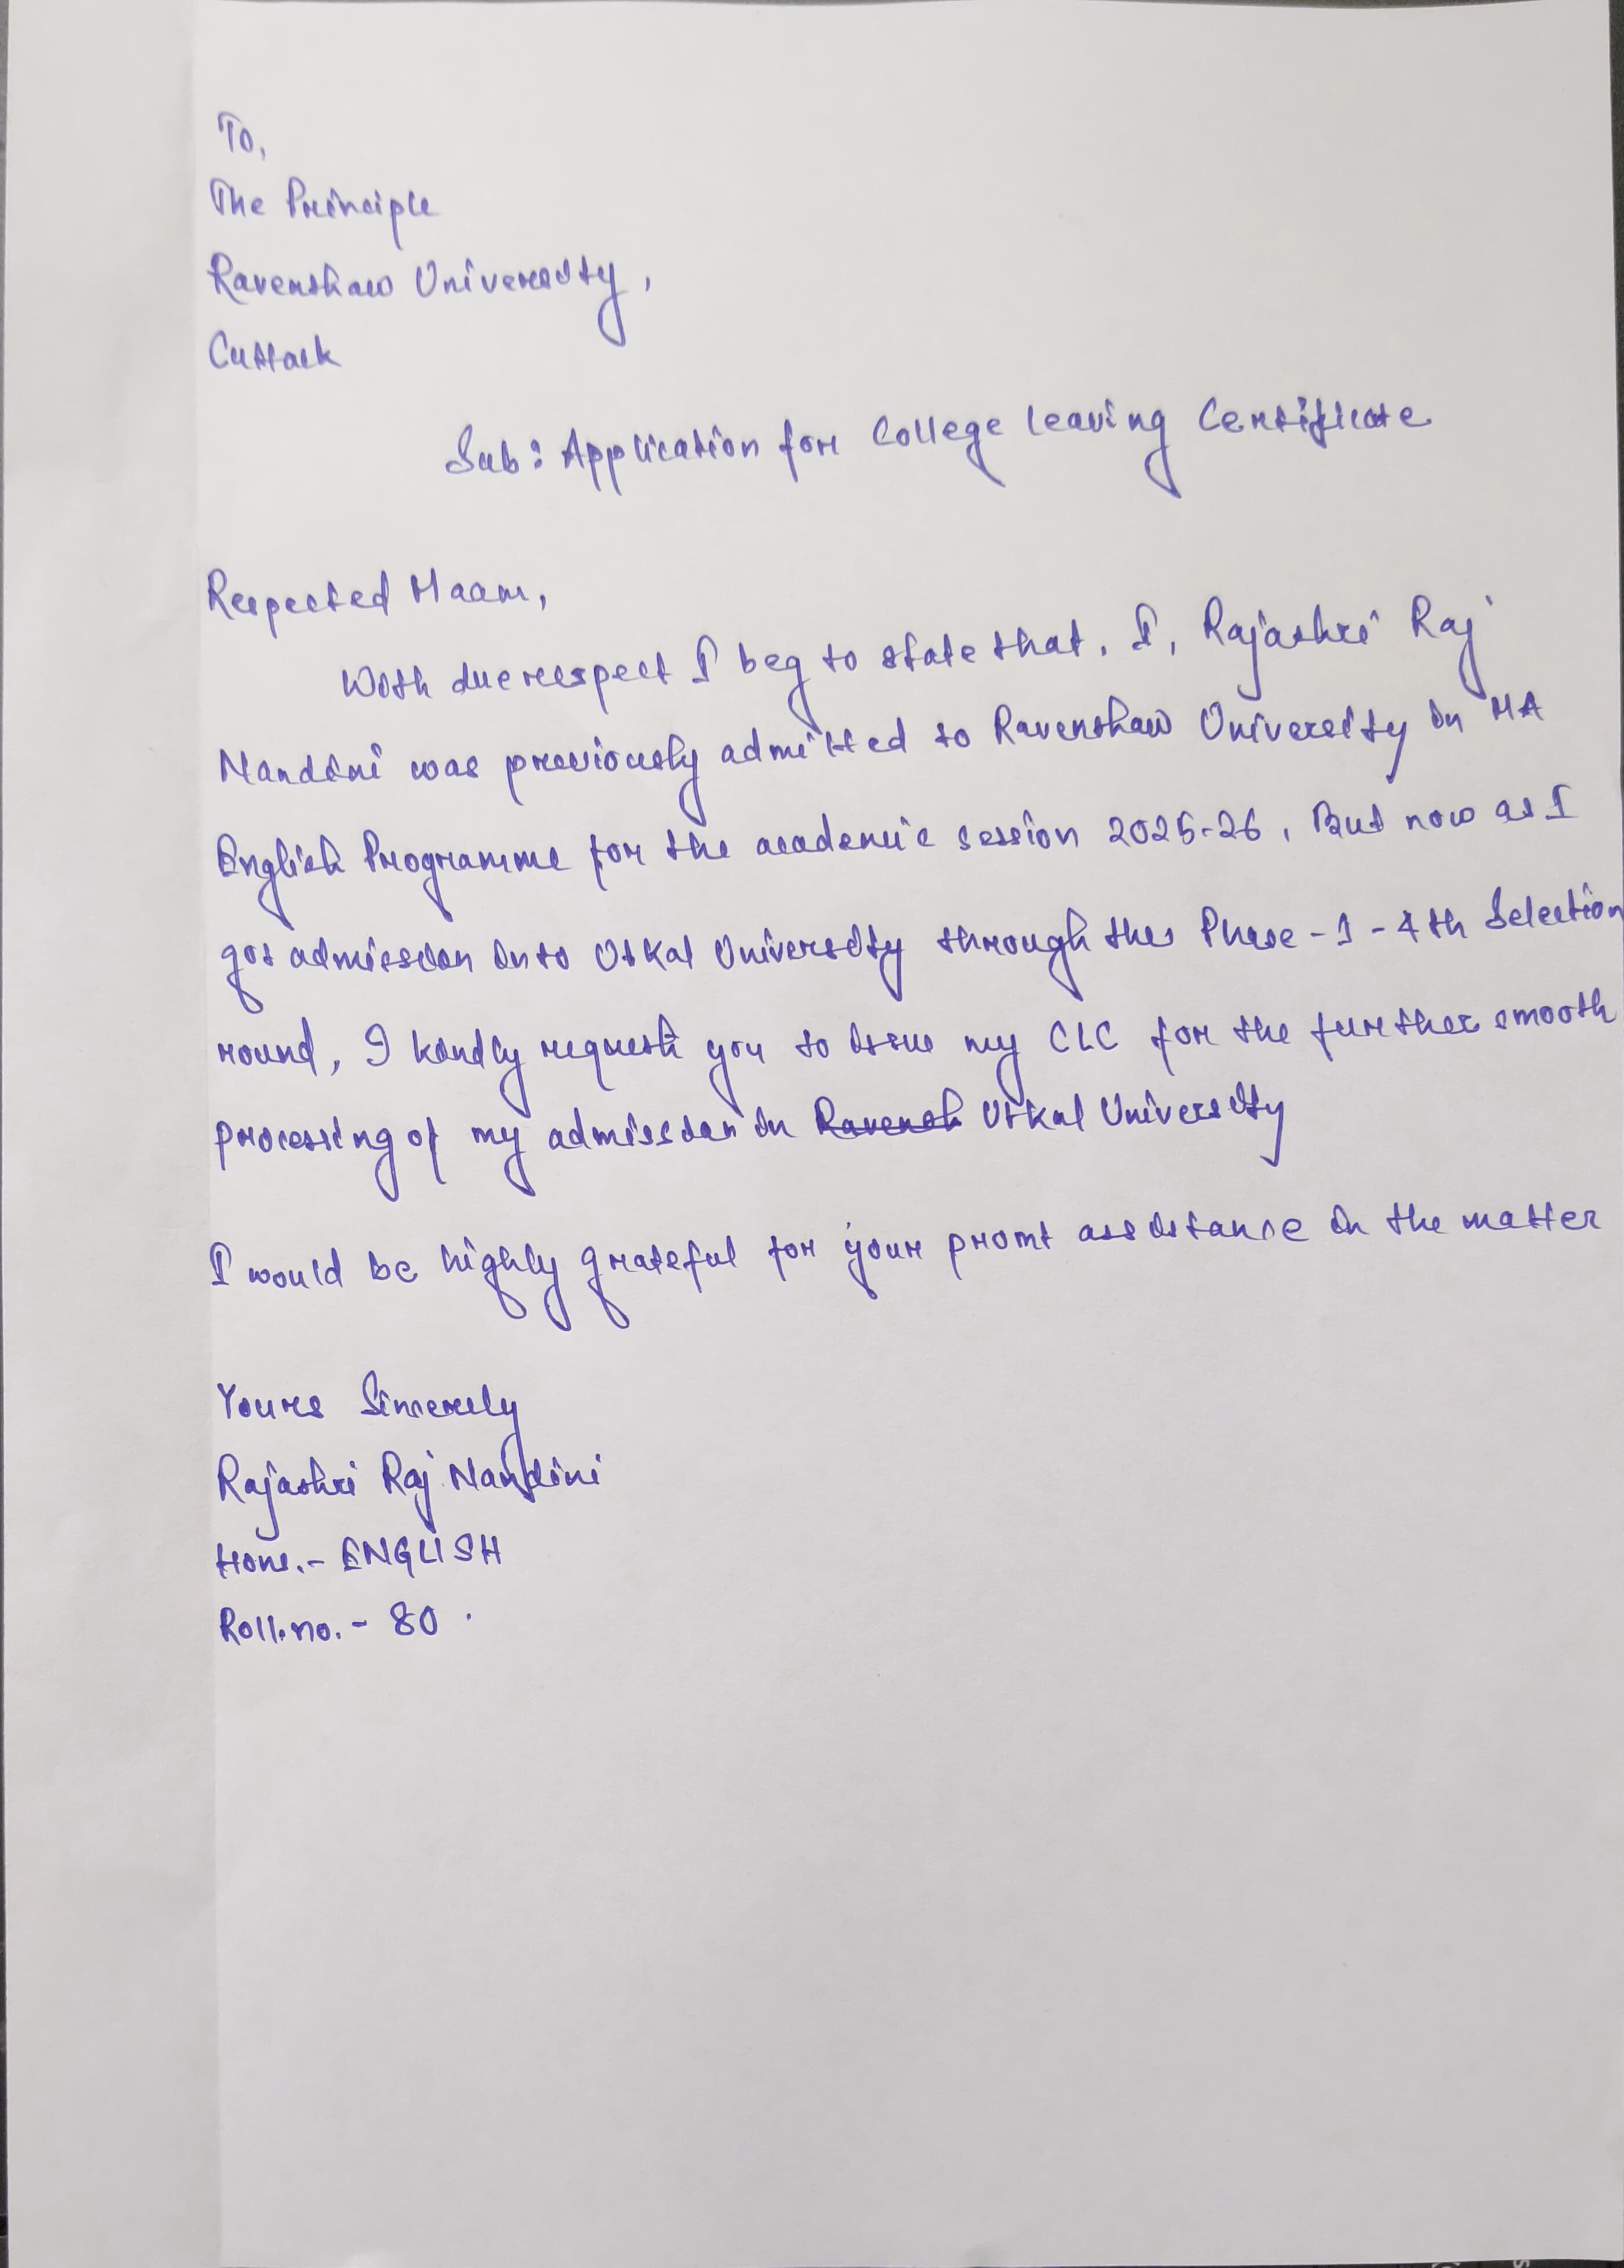 To,
The Principle
Ravenshaw University,
Cuttack
Sub: Application for College leaving Certificate
Respected Maam,
With due respect I beg to state that. I, Rajashri Raj
Nandini was previously admitted to Ravenshaw University in MA
English Programme for the academic session 2025-26. But now as I
got admission into Utkal University through the Phase-1-4th Selection
round, I kindly request you to issue my CLC for the further smooth
processing of my admission in Ravensh Utkal University
I would be highly grateful for your promt assistance in the matter
Yours Sincerely
Rajashri Raj Nandini
Hons.- ENGLISH
Roll.no.- 80.